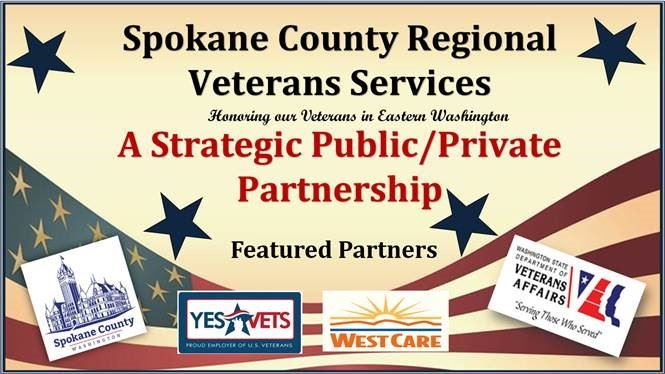 Spokane County Regional
Veterans Services
Honoring our Veterans in Eastern Washington
A Strategic Public/Private
Partnership
Featured Partners
Spokane County
WASHINGTON
YES VETS
PROUD EMPLOYER OF U.S. VETERANS
WESTCARE
WASHINGTON STATE
DEPARTMENT OF
VETERANS
AFFAIRS
"Serving Those Who Served"